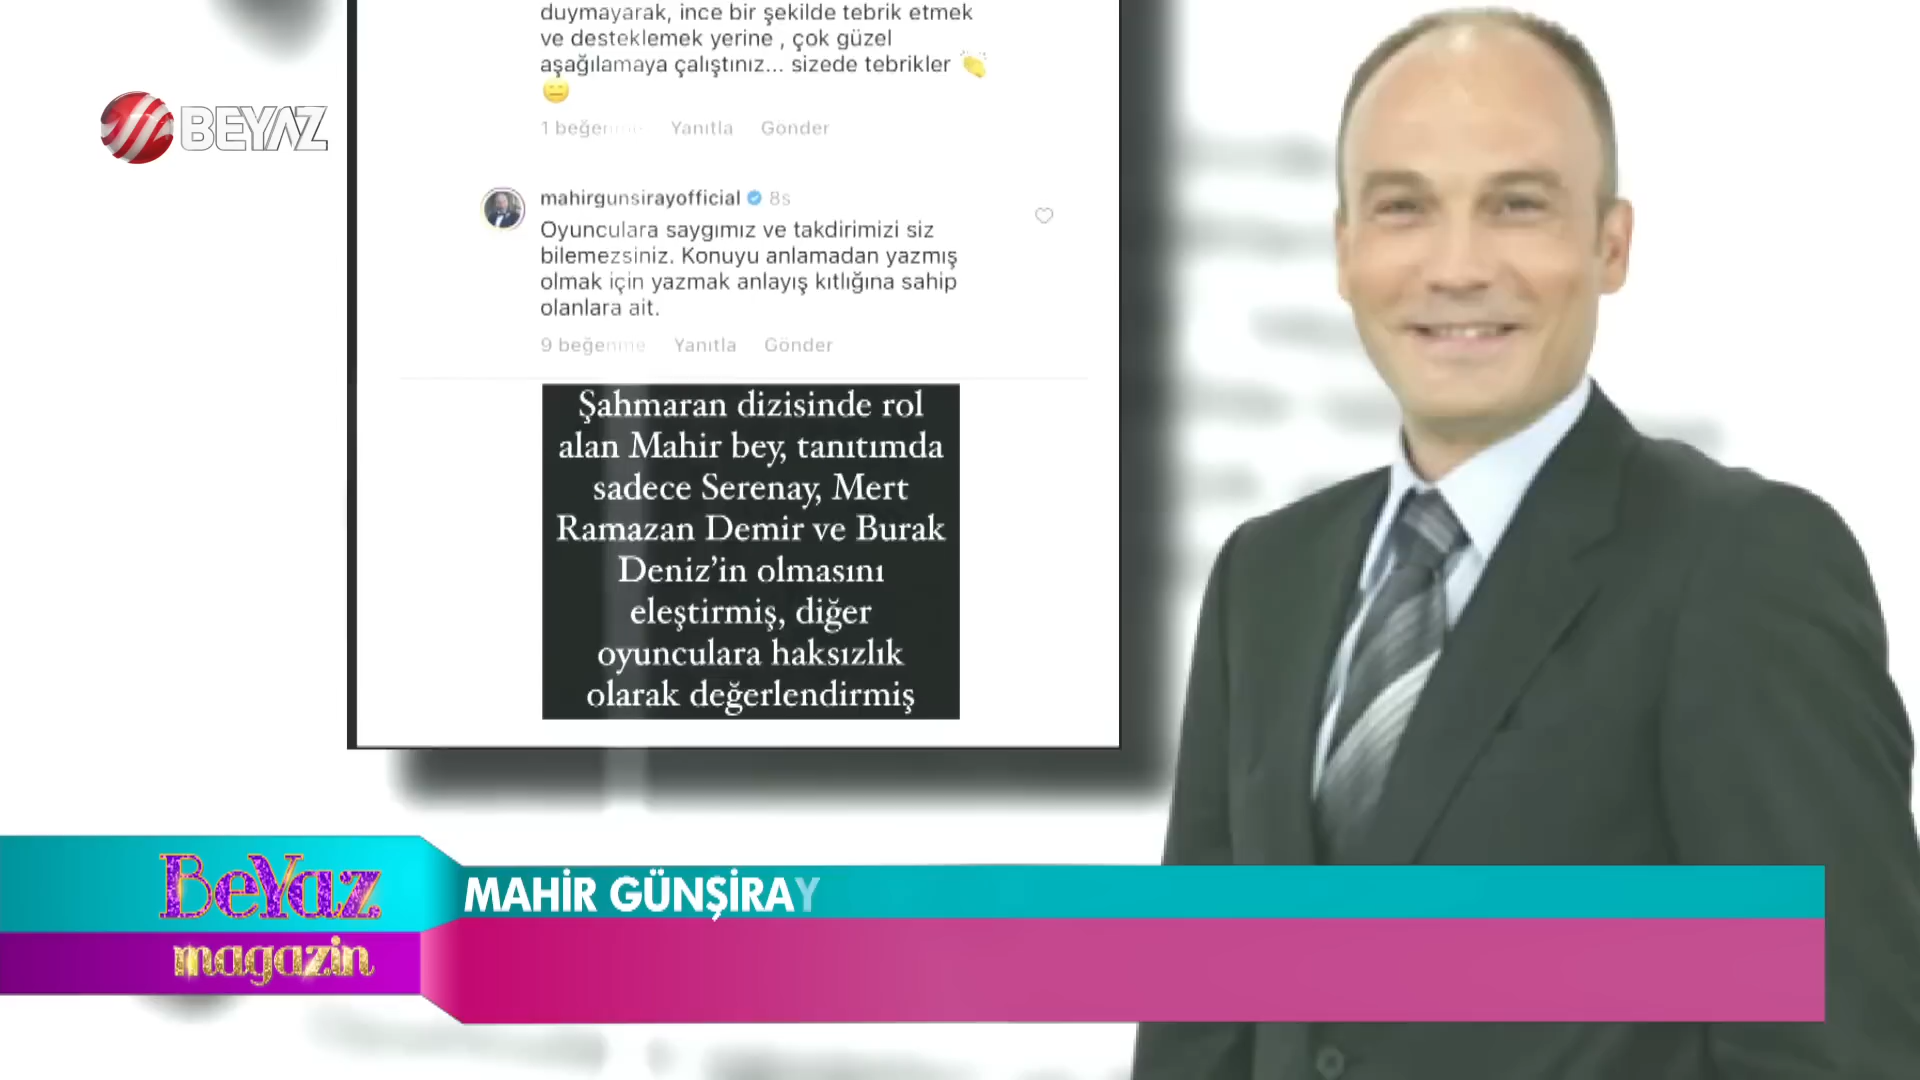 duymayarak, ince bir şekilde tebrik etmek
ve desteklemek yerine , çok güzel
aşağılamaya çalıştınız... sizede tebrikler 👏
😑
1 beğenme Yanıtla Gönder
BEYAZ
mahirgunsirayofficial 8s
Oyunculara saygımız ve takdirimizi siz
bilemezsiniz. Konuyu anlamadan yazmış
olmak için yazmak anlayış kıtlığına sahip
olanlara ait.
9 beğenme Yanıtla Gönder
Şahmaran dizisinde rol
alan Mahir bey, tanıtımda
sadece Serenay, Mert
Ramazan Demir ve Burak
Deniz’in olmasını
eleştirmiş, diğer
oyunculara haksızlık
olarak değerlendirmiş
BeYaz
magazin
MAHİR GÜNŞİRAY